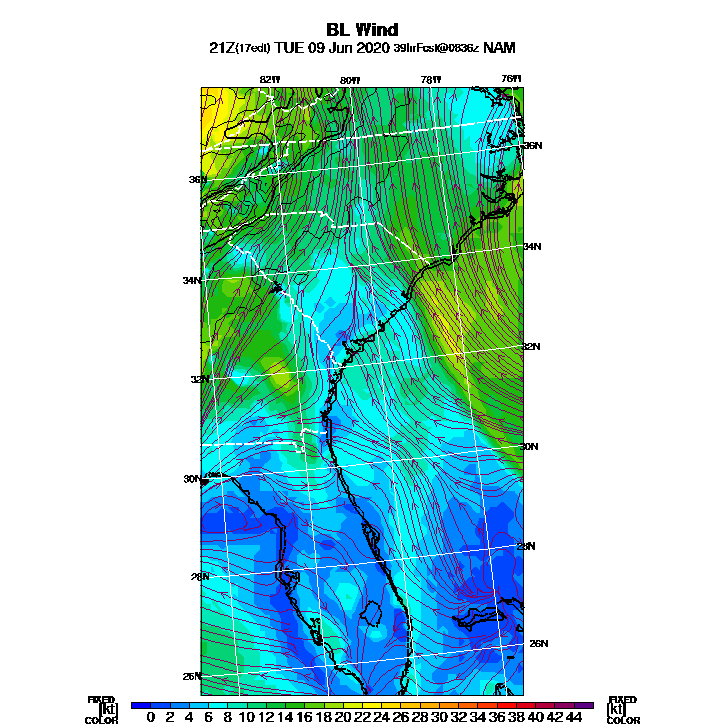 BL Wind
21Z(17edt) TUE 09 Jun 2020 39hrFcst@0836z NAM
82W 80W 78W 76W
36N
36N
34N
34N
32N
32N
30N
30N
28N
28N
26N
26N
FIXED FIXED
[kt] 0 2 4 6 8 10 12 14 16 18 20 22 24 26 28 30 32 34 36 38 40 42 44 [kt]
COLOR COLOR